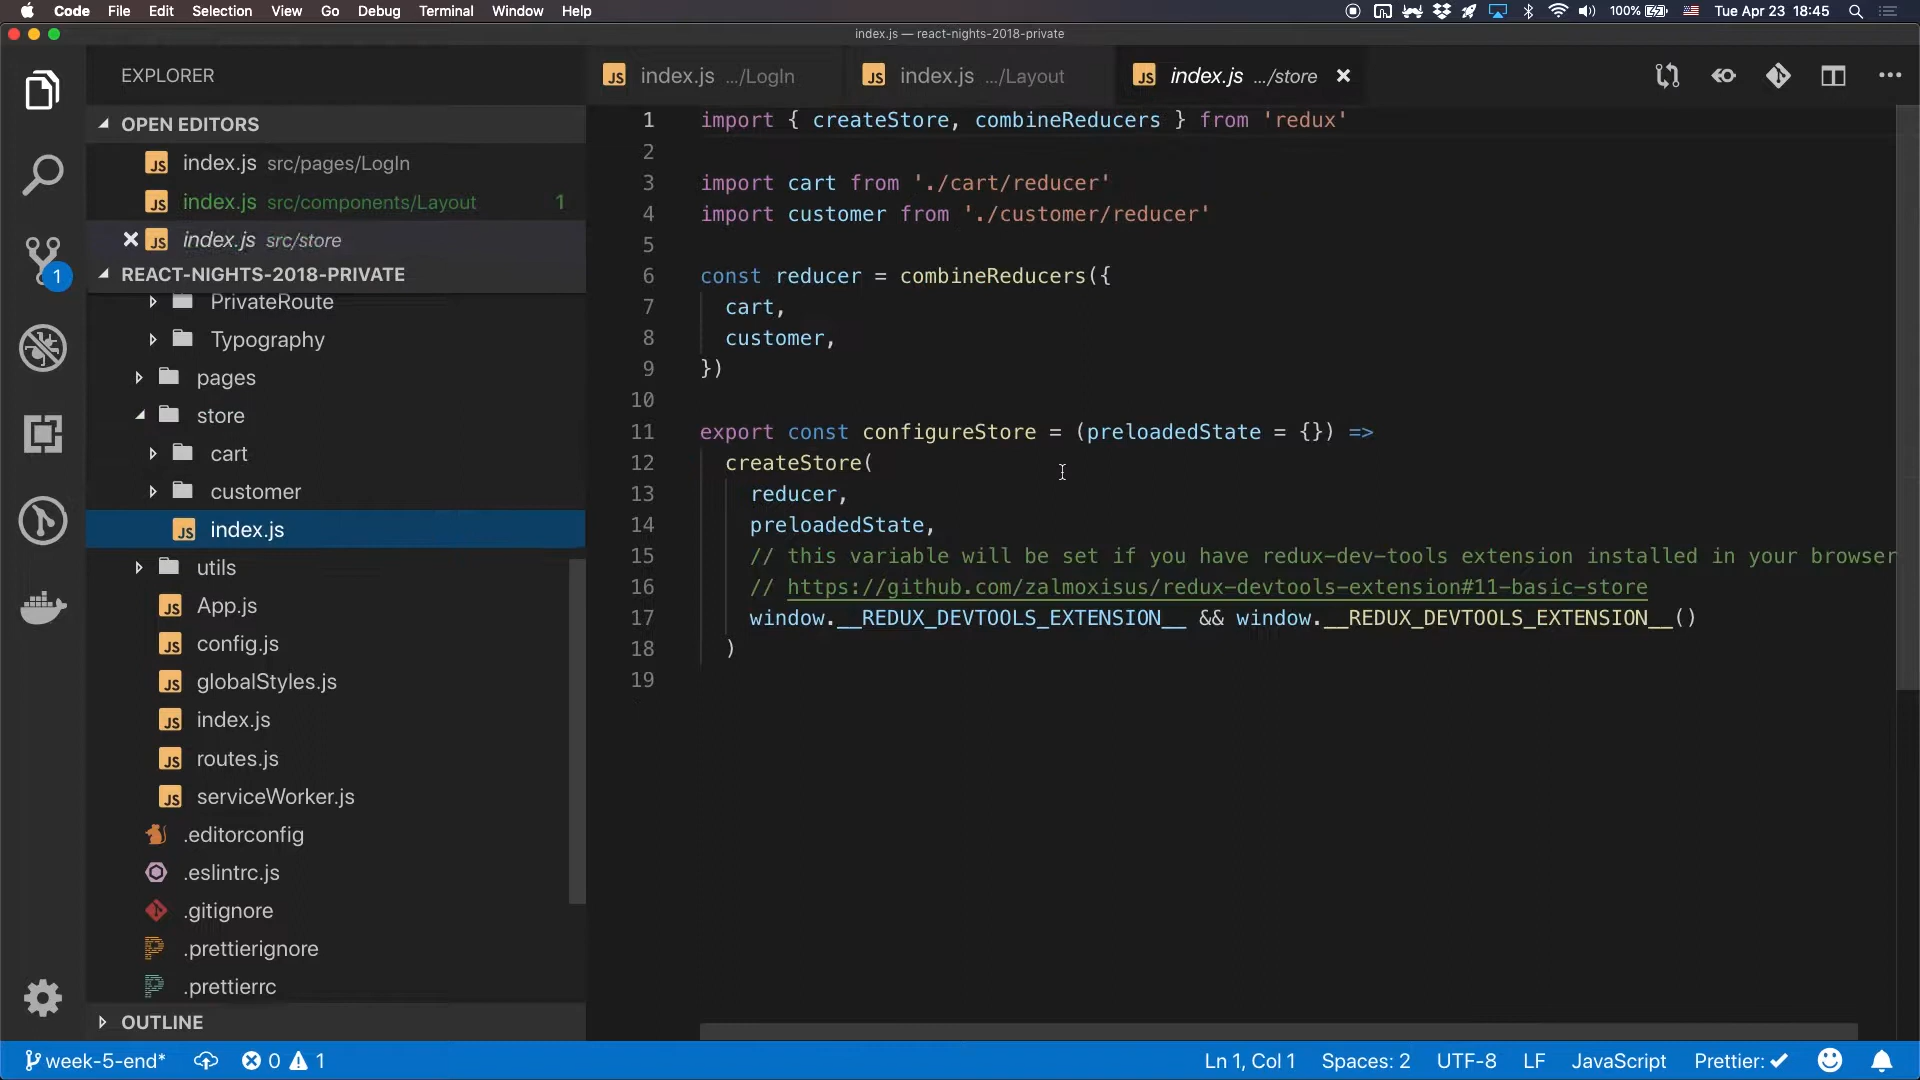 Code File Edit Selection View Go Debug Terminal Window Help 100% Tue Apr 23 18:45
index.js — react-nights-2018-private
EXPLORER
OPEN EDITORS
index.js src/pages/LogIn
index.js src/components/Layout 1
index.js src/store
REACT-NIGHTS-2018-PRIVATE
PrivateRoute
Typography
pages
store
cart
customer
index.js
utils
App.js
config.js
globalStyles.js
index.js
routes.js
serviceWorker.js
.editorconfig
.eslintrc.js
.gitignore
.prettierignore
.prettierrc
OUTLINE
1
index.js .../LogIn index.js .../Layout index.js .../store
1 import { createStore, combineReducers } from 'redux'
2
3 import cart from './cart/reducer'
4 import customer from './customer/reducer'
5
6 const reducer = combineReducers({
7 cart,
8 customer,
9 })
10
11 export const configureStore = (preloadedState = {}) =>
12 createStore(
13 reducer,
14 preloadedState,
15 // this variable will be set if you have redux-dev-tools extension installed in your browser
16 // https://github.com/zalmoxisus/redux-devtools-extension#11-basic-store
17 window.__REDUX_DEVTOOLS_EXTENSION__ && window.__REDUX_DEVTOOLS_EXTENSION__()
18 )
19
week-5-end* 0 1 Ln 1, Col 1 Spaces: 2 UTF-8 LF JavaScript Prettier: ✓